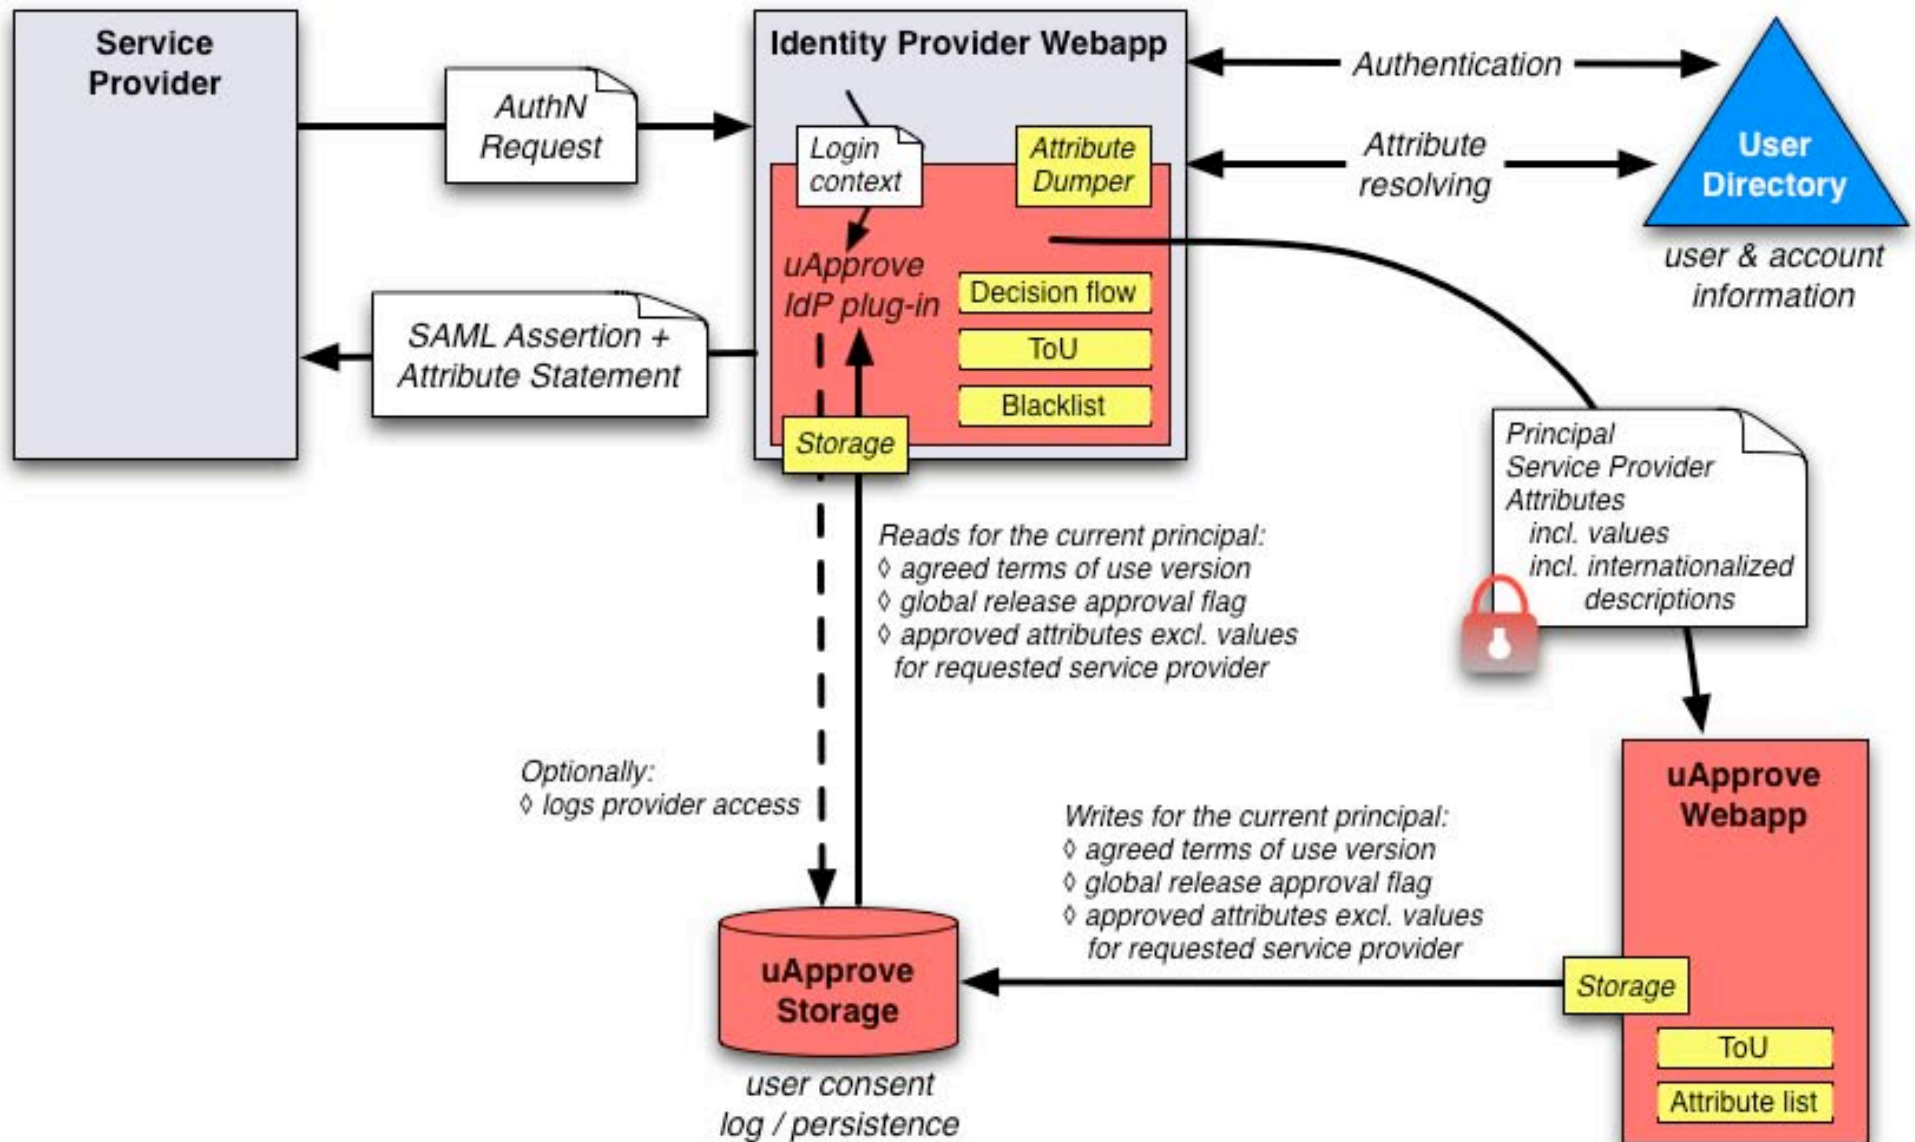 Service
Provider
AuthN
Request
SAML Assertion +
Attribute Statement
Identity Provider Webapp
Login
context
Attribute
Dumper
uApprove
IdP plug-in
Decision flow
ToU
Blacklist
Storage
Authentication
Attribute
resolving
User
Directory
user & account
information
Principal
Service Provider
Attributes
incl. values
incl. internationalized
descriptions
Reads for the current principal:
◊ agreed terms of use version
◊ global release approval flag
◊ approved attributes excl. values
for requested service provider
Optionally:
◊ logs provider access
Writes for the current principal:
◊ agreed terms of use version
◊ global release approval flag
◊ approved attributes excl. values
for requested service provider
uApprove
Webapp
Storage
ToU
Attribute list
uApprove
Storage
user consent
log / persistence